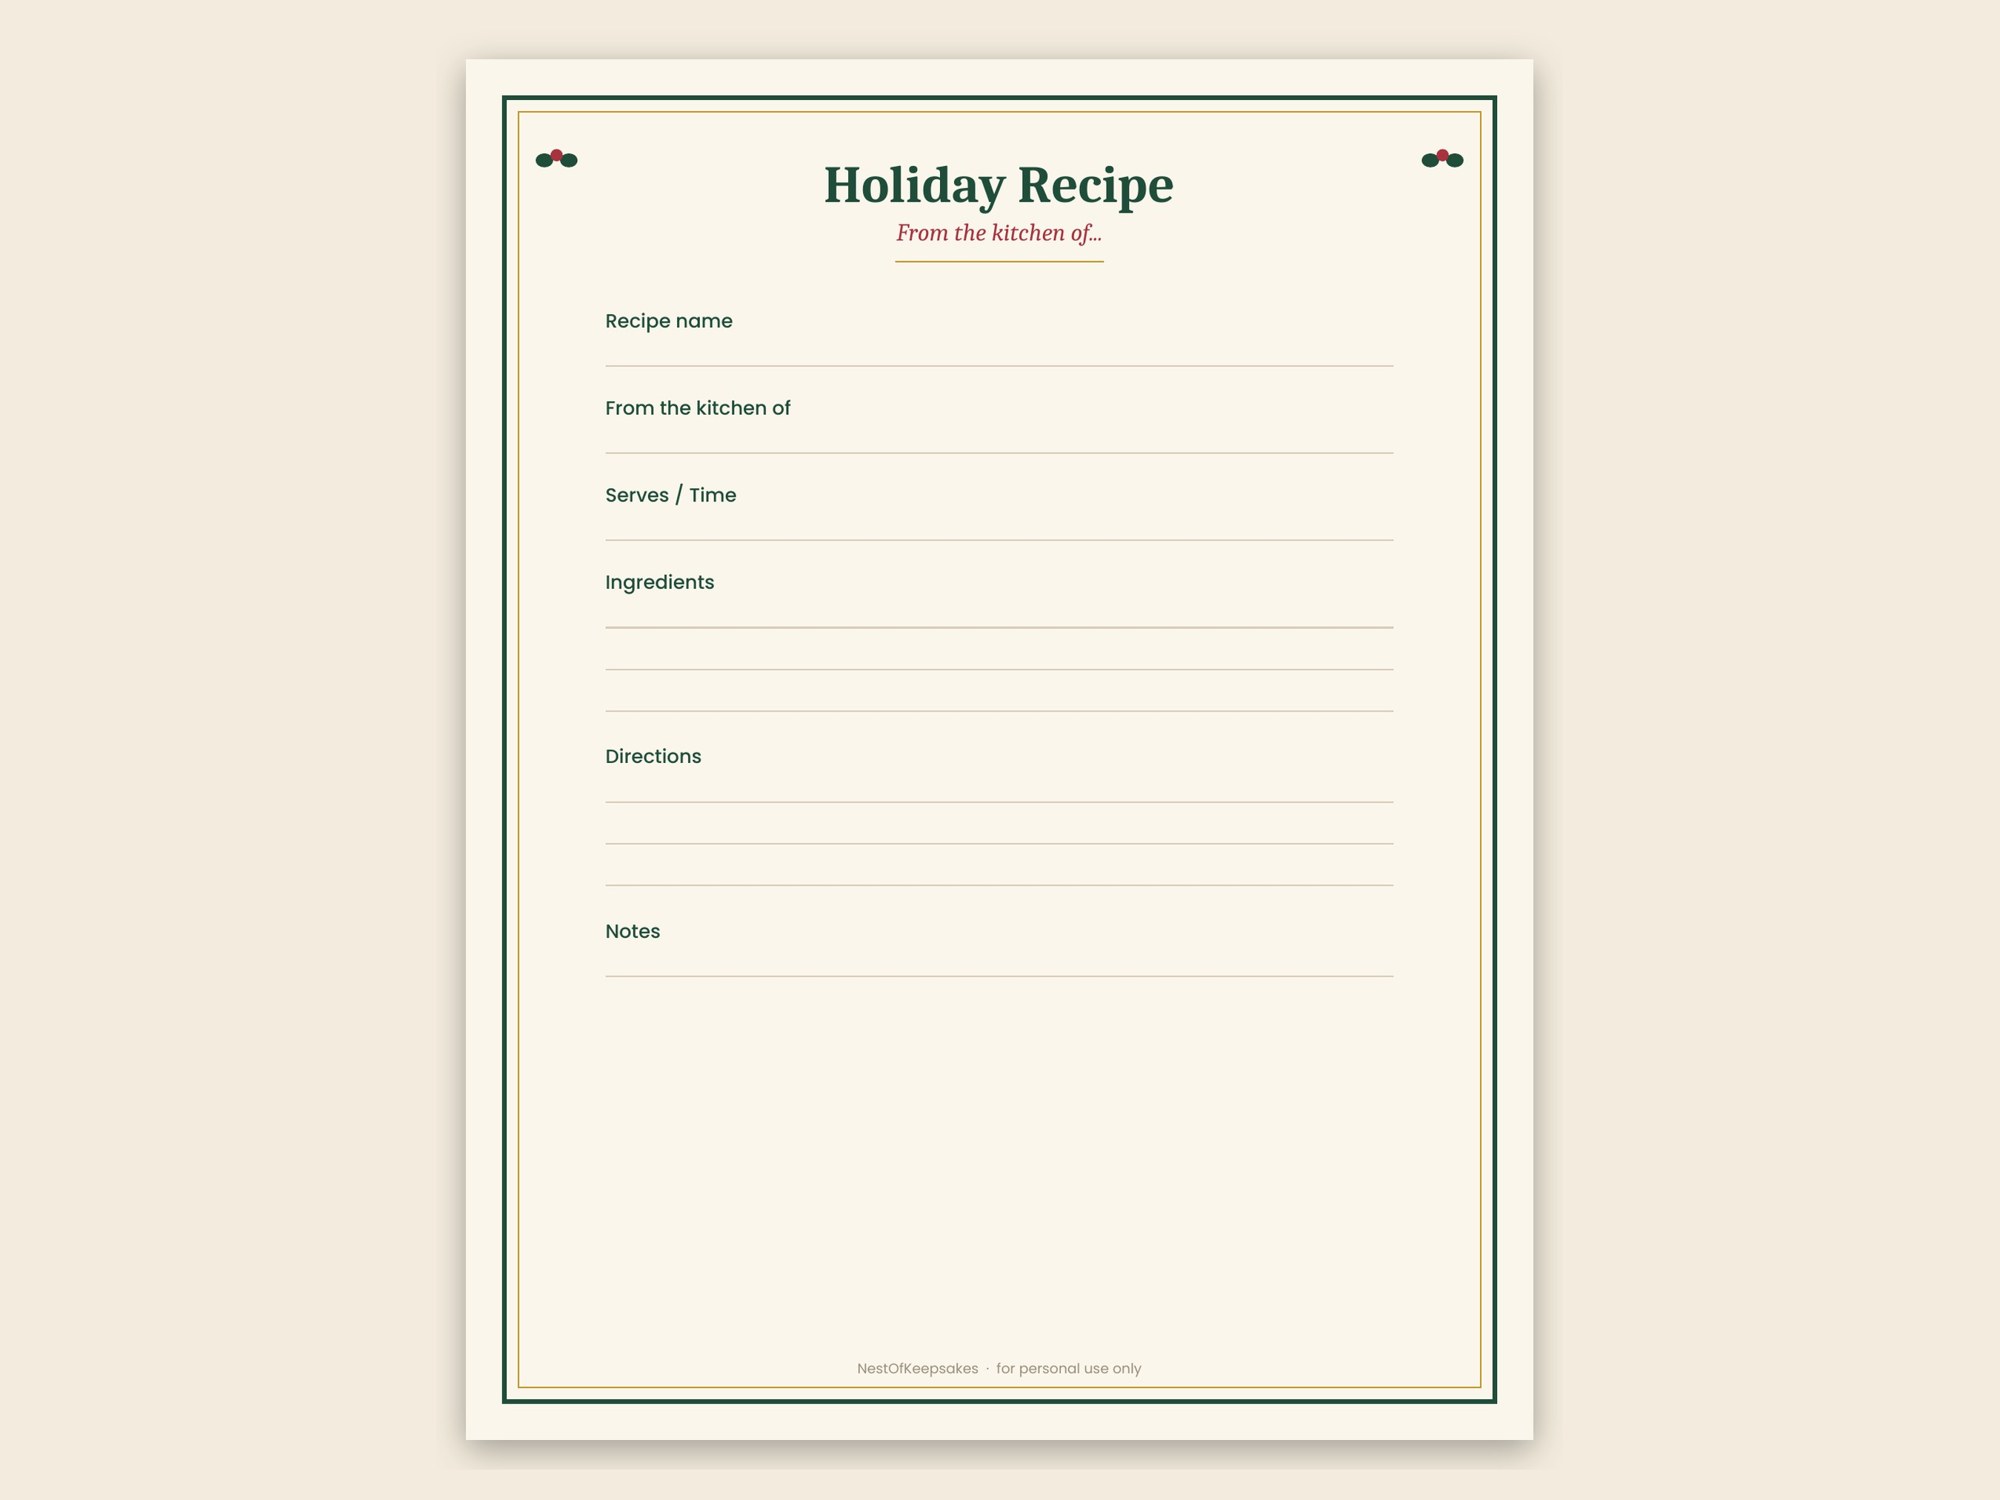 Holiday Recipe
From the kitchen of...
Recipe name
From the kitchen of
Serves / Time
Ingredients
Directions
Notes
NestOfKeepsakes · for personal use only